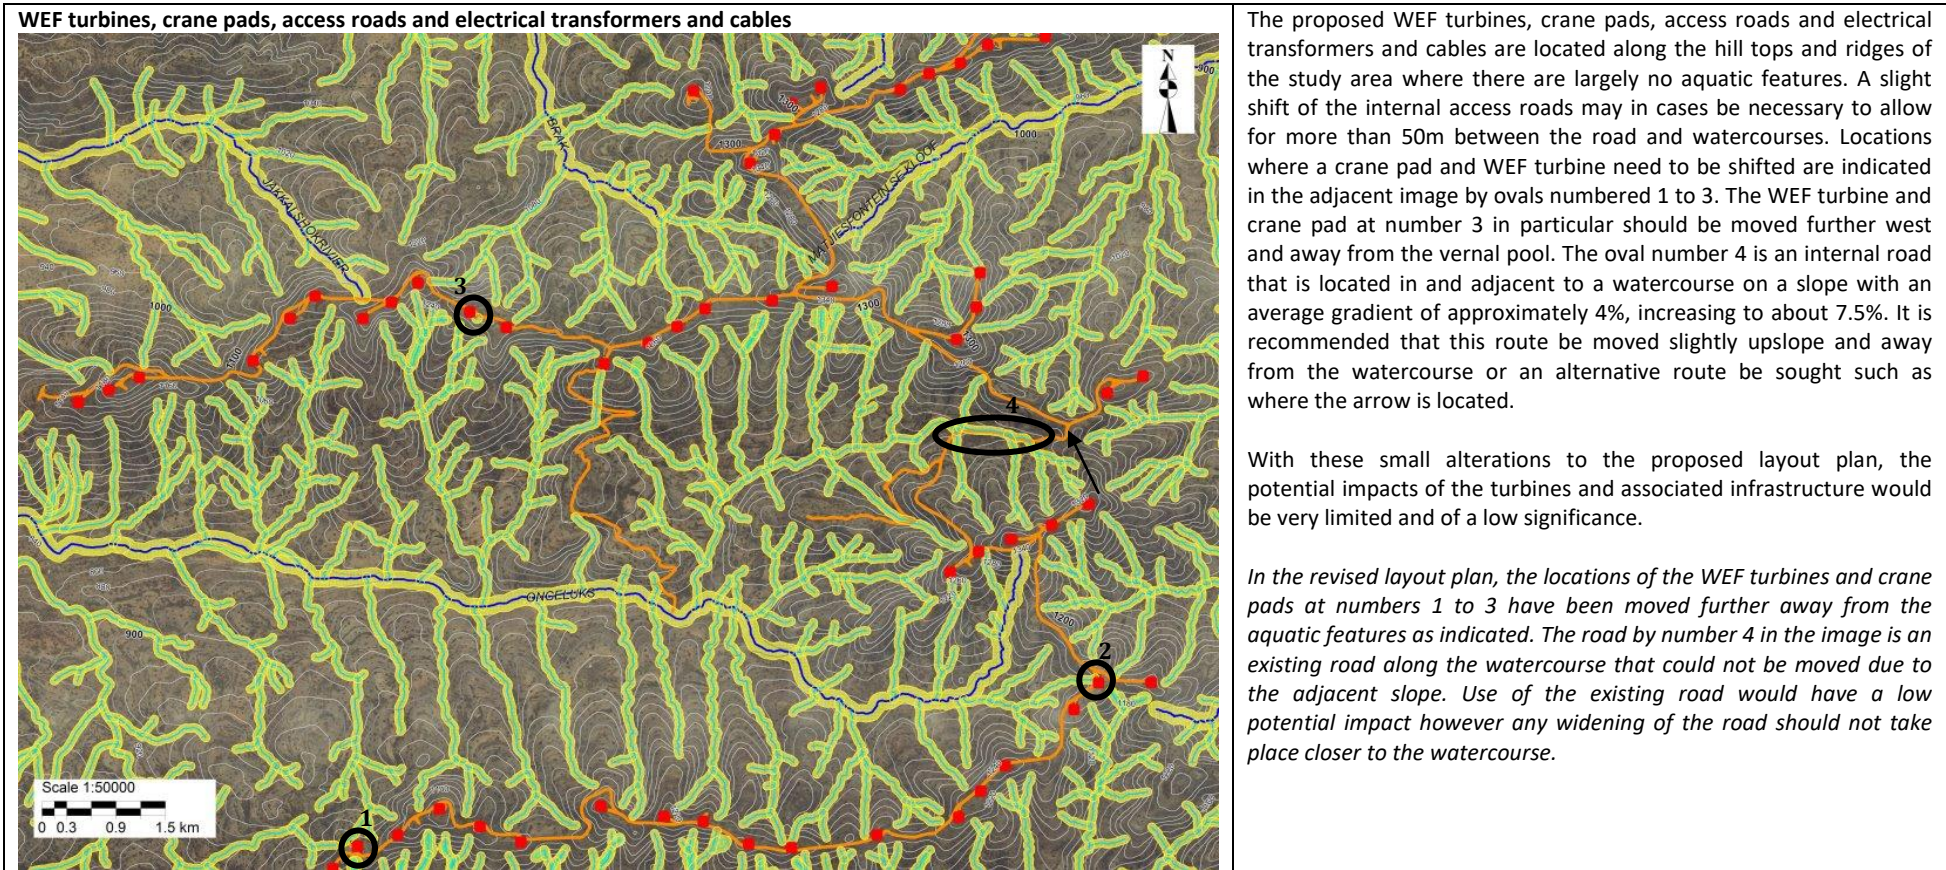 WEF turbines, crane pads, access roads and electrical transformers and cables
N
900
1000
1300
1300
BRAK
MATJIESFONTEIN SE KLOOF
JAKKALSHOKRIVIER
3
1000
1300
1100
1300
4
ONGELUKS
900
1200
2
Scale 1:50000
0 0.3 0.9 1.5 km
1
The proposed WEF turbines, crane pads, access roads and electrical
transformers and cables are located along the hill tops and ridges of
the study area where there are largely no aquatic features. A slight
shift of the internal access roads may in cases be necessary to allow
for more than 50m between the road and watercourses. Locations
where a crane pad and WEF turbine need to be shifted are indicated
in the adjacent image by ovals numbered 1 to 3. The WEF turbine and
crane pad at number 3 in particular should be moved further west
and away from the vernal pool. The oval number 4 is an internal road
that is located in and adjacent to a watercourse on a slope with an
average gradient of approximately 4%, increasing to about 7.5%. It is
recommended that this route be moved slightly upslope and away
from the watercourse or an alternative route be sought such as
where the arrow is located.
With these small alterations to the proposed layout plan, the
potential impacts of the turbines and associated infrastructure would
be very limited and of a low significance.
In the revised layout plan, the locations of the WEF turbines and crane
pads at numbers 1 to 3 have been moved further away from the
aquatic features as indicated. The road by number 4 in the image is an
existing road along the watercourse that could not be moved due to
the adjacent slope. Use of the existing road would have a low
potential impact however any widening of the road should not take
place closer to the watercourse.